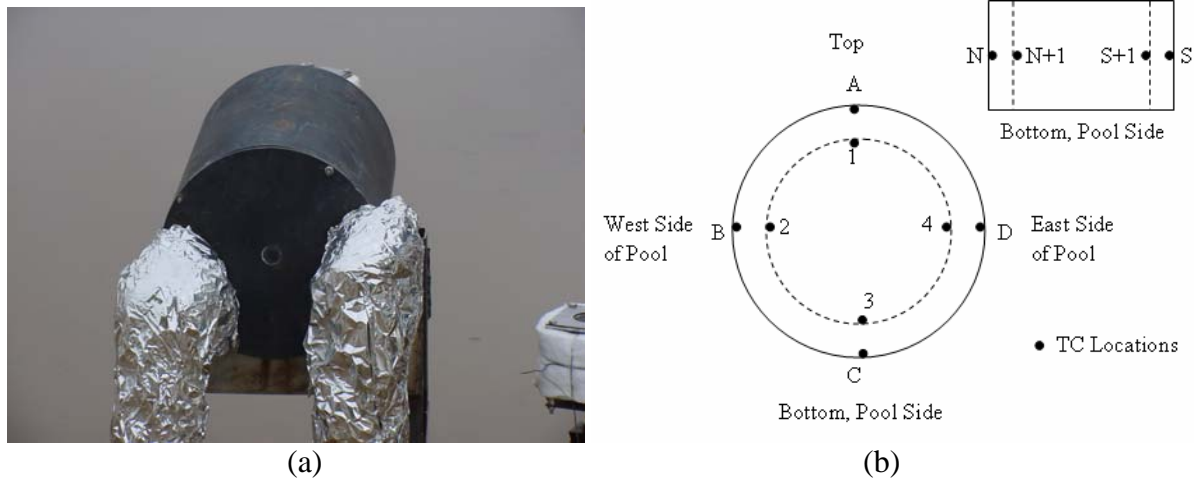 Top
A
1
West Side
of Pool
B
2
4
D
East Side
of Pool
3
C
TC Locations
Bottom, Pool Side
N
N+1
S+1
S
Bottom, Pool Side
(a)
(b)